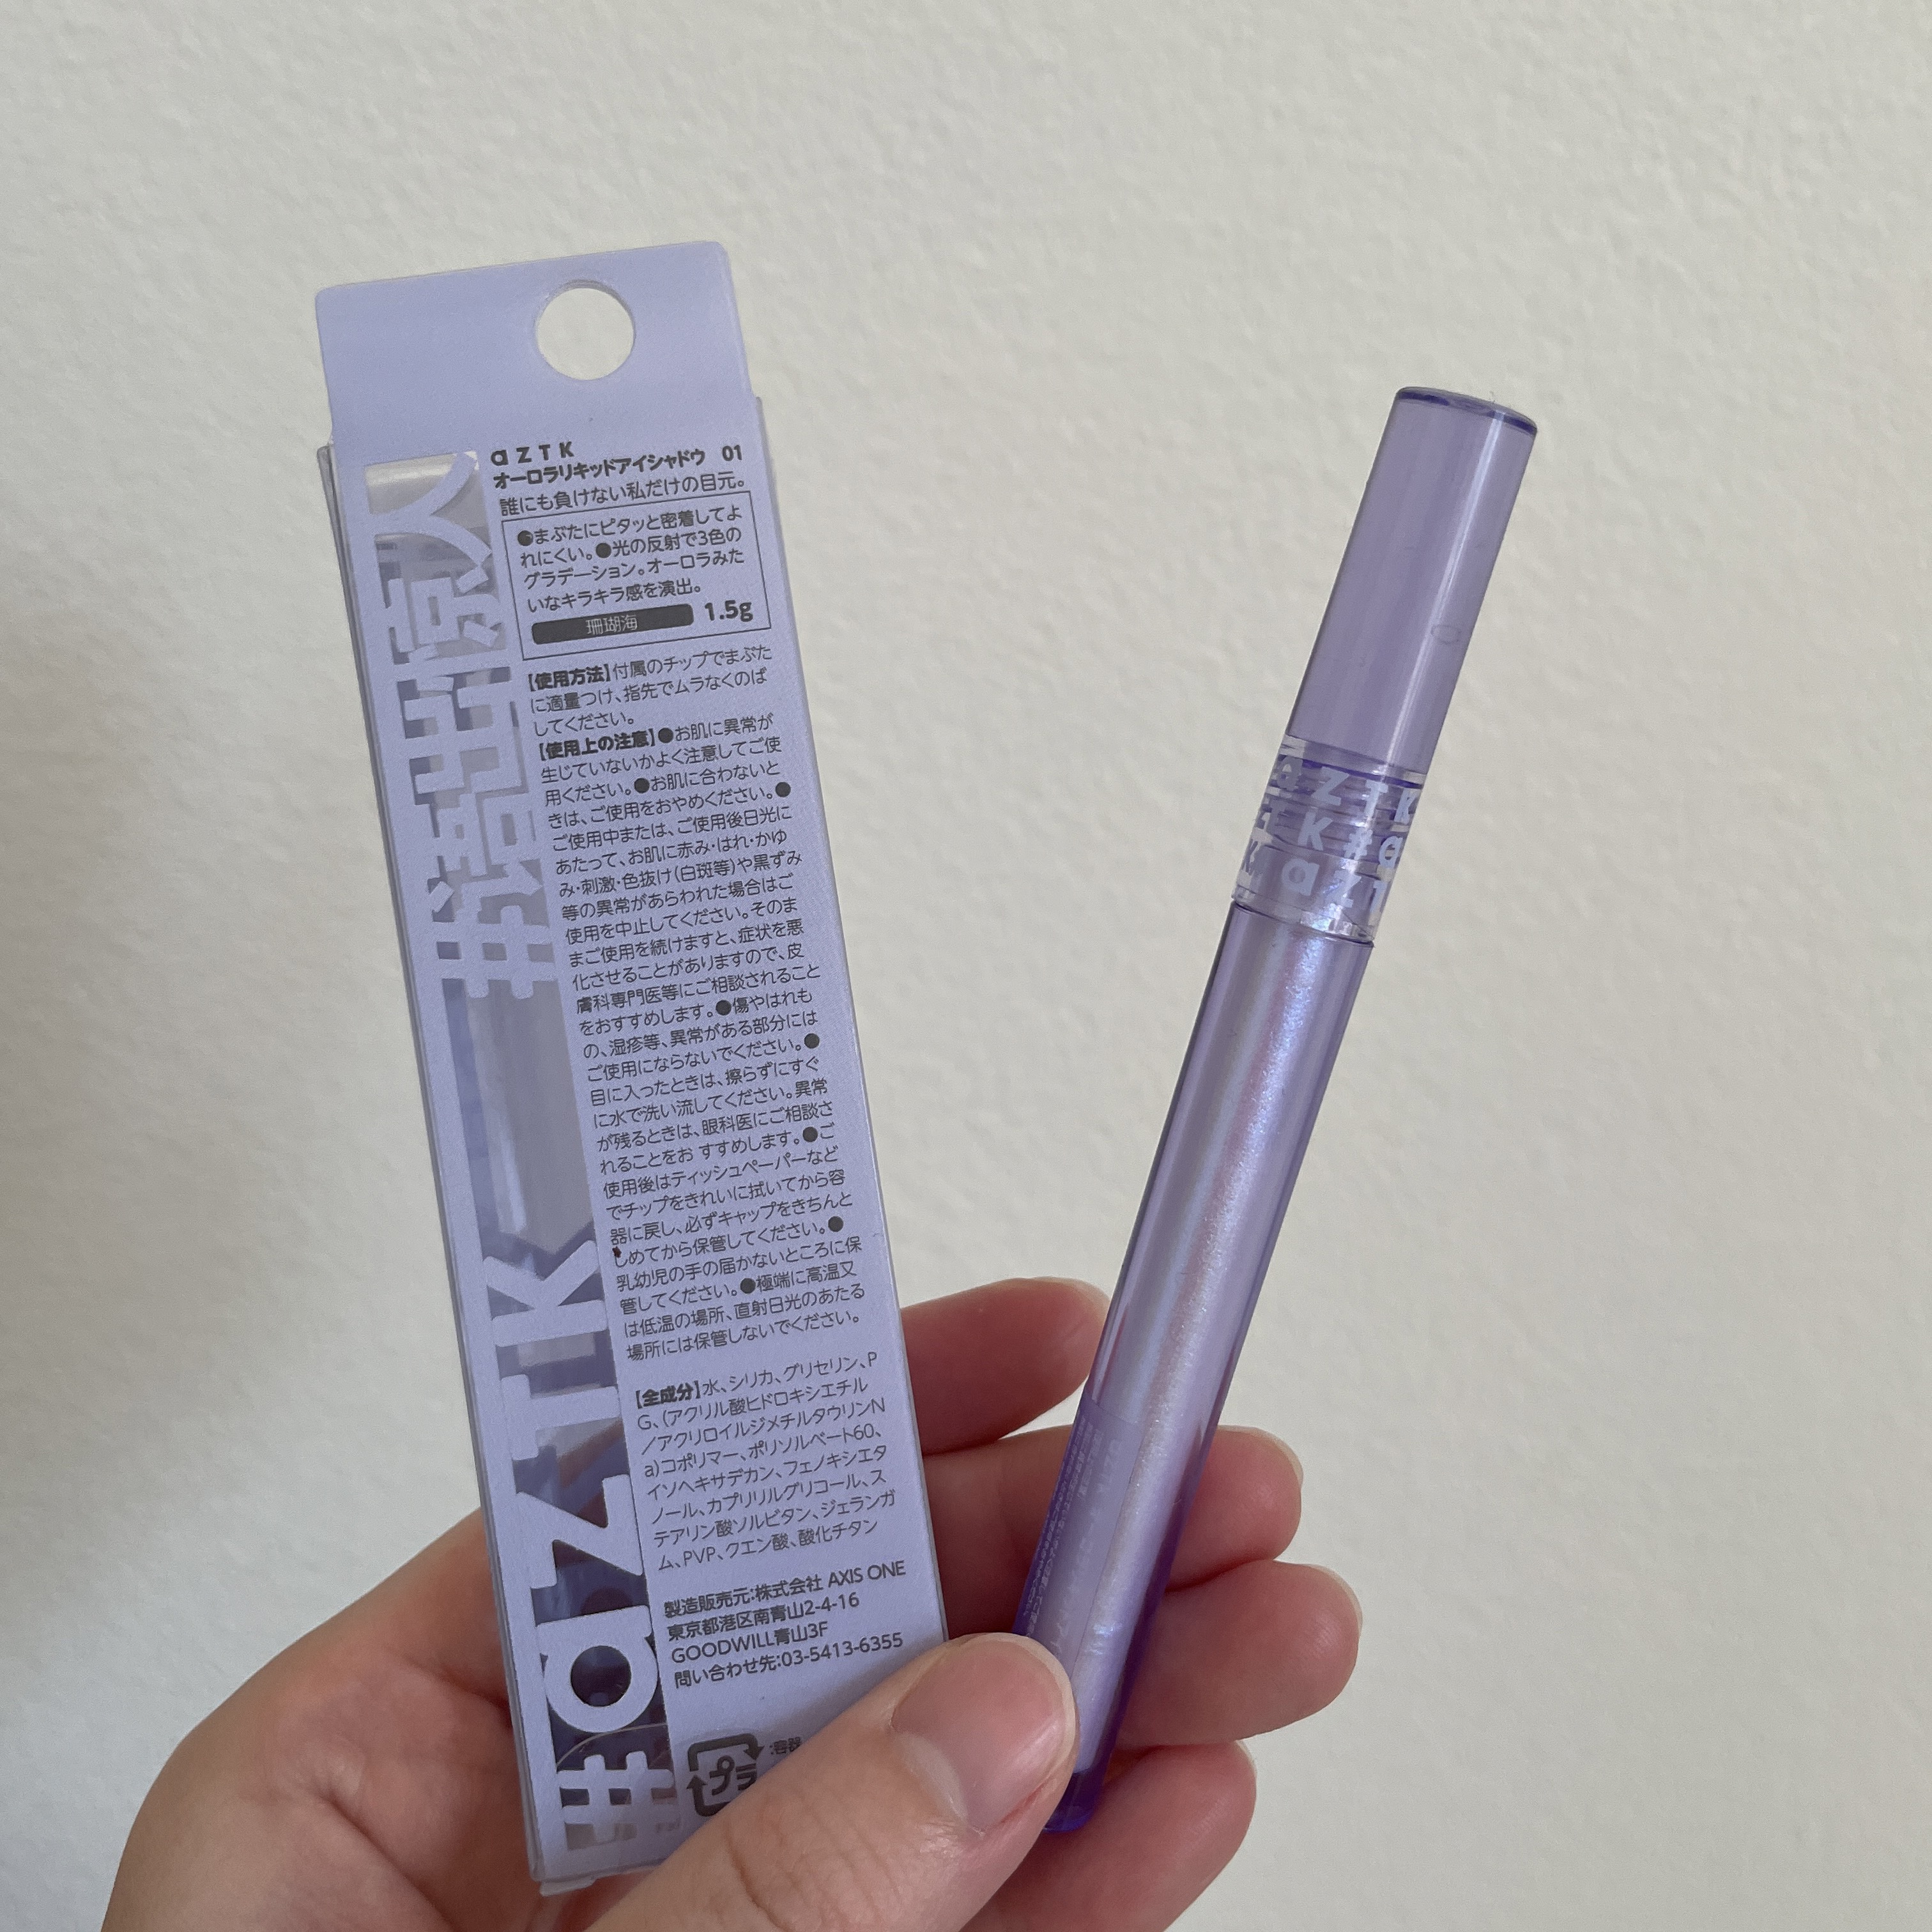 aZTK
オーロラリキッドアイシャドウ 01
誰にも負けない私だけの目元。
●まぶたにピタッと密着してよ
れにくい。●光の反射で3色の
グラデーション。オーロラみた
いなキラキラ感を演出。
珊瑚海 1.5g
【使用方法】付属のチップでまぶた
に適量つけ、指先でムラなくのば
してください。
【使用上の注意】●お肌に異常が
生じていないかよく注意してご使
用ください。●お肌に合わないと
きは、ご使用をおやめください。●
ご使用中または、ご使用後日光に
あたって、お肌に赤み・はれ・かゆ
み・刺激・色抜け(白斑等)や黒ずみ
等の異常があらわれた場合はご
使用を中止してください。そのま
まご使用を続けますと、症状を悪
化させることがありますので、皮
膚科専門医等にご相談されること
をおすすめします。●傷やはれも
の、湿疹等、異常がある部分には
ご使用にならないでください。●
目に入ったときは、擦らずにすぐ
に水で洗い流してください。異常
が残るときは、眼科医にご相談さ
れることをお すすめします。●ご
使用後はティッシュペーパーなど
でチップをきれいに拭いてから容
器に戻し、必ずキャップをきちんと
しめてから保管してください。●
乳幼児の手の届かないところに保
管してください。●極端に高温又
は低温の場所、直射日光のあたる
場所には保管しないでください。
【全成分】水、シリカ、グリセリン、P
G、(アクリル酸ヒドロキシエチル
/アクリロイルジメチルタウリンN
a)コポリマー、ポリソルベート60、
イソヘキサデカン、フェノキシエタ
ノール、カプリリルグリコール、ス
テアリン酸ソルビタン、ジェランガ
ム、PVP、クエン酸、酸化チタン
製造販売元:株式会社 AXIS ONE
東京都港区南青山2-4-16
GOODWILL青山3F
問い合わせ先:03-5413-6355
プラ
:容器
#aZTK
aZTK
TK#a
K# aZT